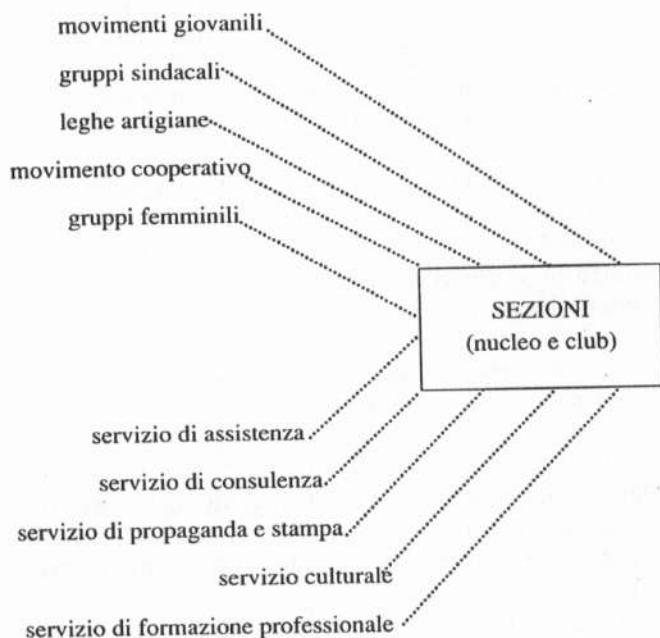 movimenti giovanili
gruppi sindacali
leghe artigiane
movimento cooperativo
gruppi femminili
SEZIONI
(nucleo e club)
servizio di assistenza
servizio di consulenza
servizio di propaganda e stampa
servizio culturale
servizio di formazione professionale